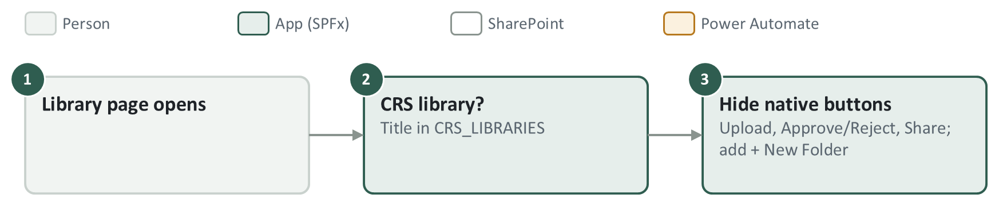 Person
App (SPFx)
SharePoint
Power Automate
1
Library page opens
2
CRS library?
Title in CRS_LIBRARIES
3
Hide native buttons
Upload, Approve/Reject, Share;
add + New Folder